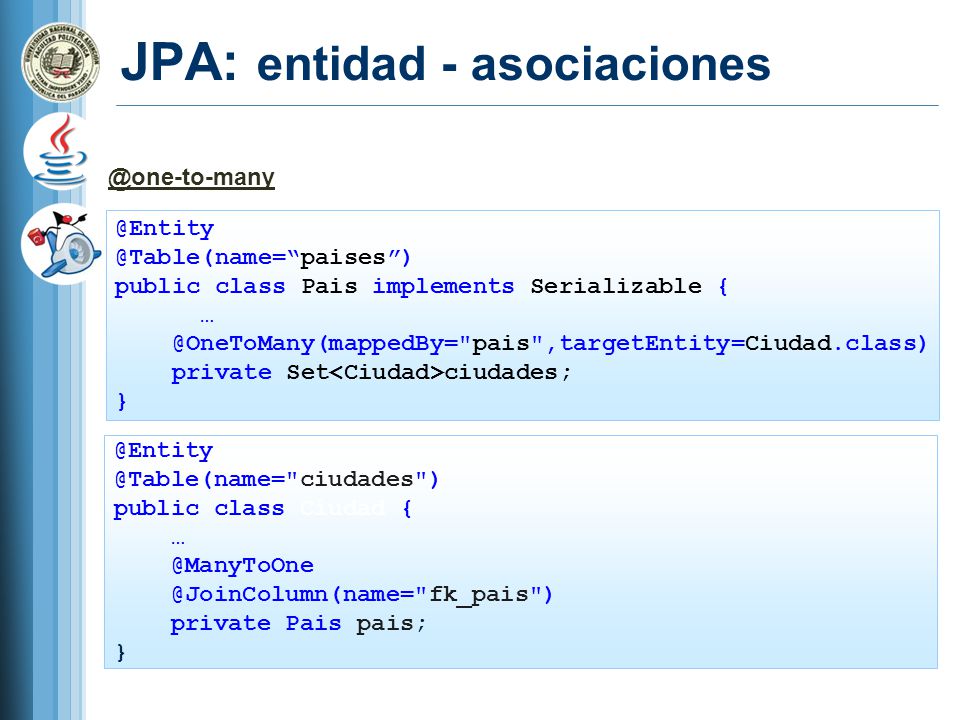 JPA: entidad - asociaciones
@one-to-many
@Entity
@Table(name=“paises”)
public class Pais implements Serializable {
…
@OneToMany(mappedBy="pais",targetEntity=Ciudad.class)
private Set<Ciudad>ciudades;
}
@Entity
@Table(name="ciudades")
public class Ciudad {
…
@ManyToOne
@JoinColumn(name="fk_pais")
private Pais pais;
}